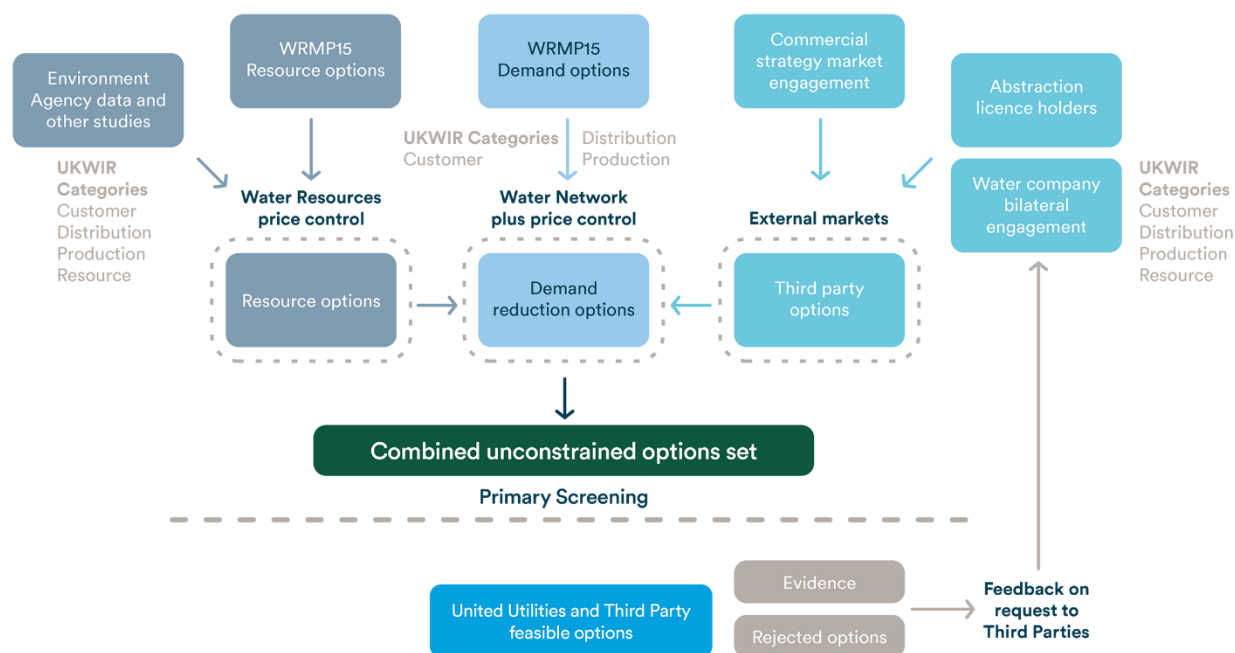 WRMP15
Resource options
WRMP15
Demand options
Commercial
strategy market
engagement
Environment
Agency data and
other studies
Abstraction
licence holders
UKWIR Categories
Customer
Distribution
Production
UKWIR
Categories
Customer
Distribution
Production
Resource
Water Resources
price control
Water Network
plus price control
External markets
Water company
bilateral
engagement
UKWIR
Categories
Customer
Distribution
Production
Resource
Resource options
Demand
reduction options
Third party
options
Combined unconstrained options set
Primary Screening
United Utilities and Third Party
feasible options
Evidence
Rejected options
Feedback on
request to
Third Parties